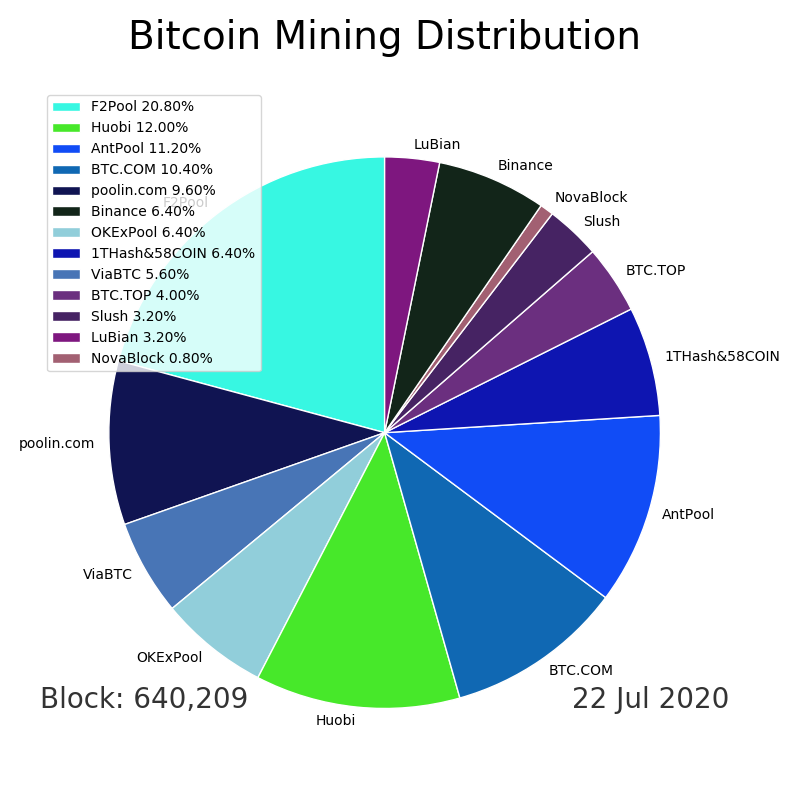 Bitcoin Mining Distribution
F2Pool 20.80%
Huobi 12.00%
AntPool 11.20%
BTC.COM 10.40%
poolin.com 9.60%
Binance 6.40%
OKExPool 6.40%
1THash&58COIN 6.40%
ViaBTC 5.60%
BTC.TOP 4.00%
Slush 3.20%
LuBian 3.20%
NovaBlock 0.80%
F2Pool
LuBian
Binance
NovaBlock
Slush
BTC.TOP
1THash&58COIN
AntPool
BTC.COM
Huobi
OKExPool
ViaBTC
poolin.com
Block: 640,209
22 Jul 2020